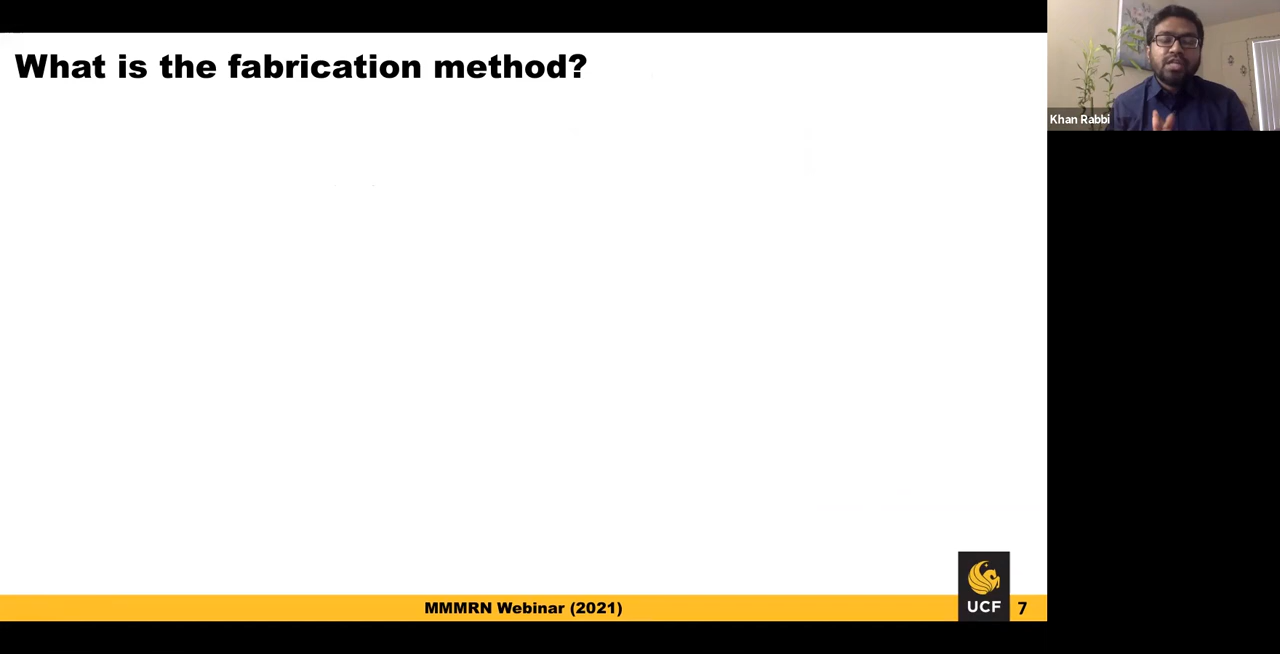 What is the fabrication method?
Khan Rabbi
MMMRN Webinar (2021)
UCF
7